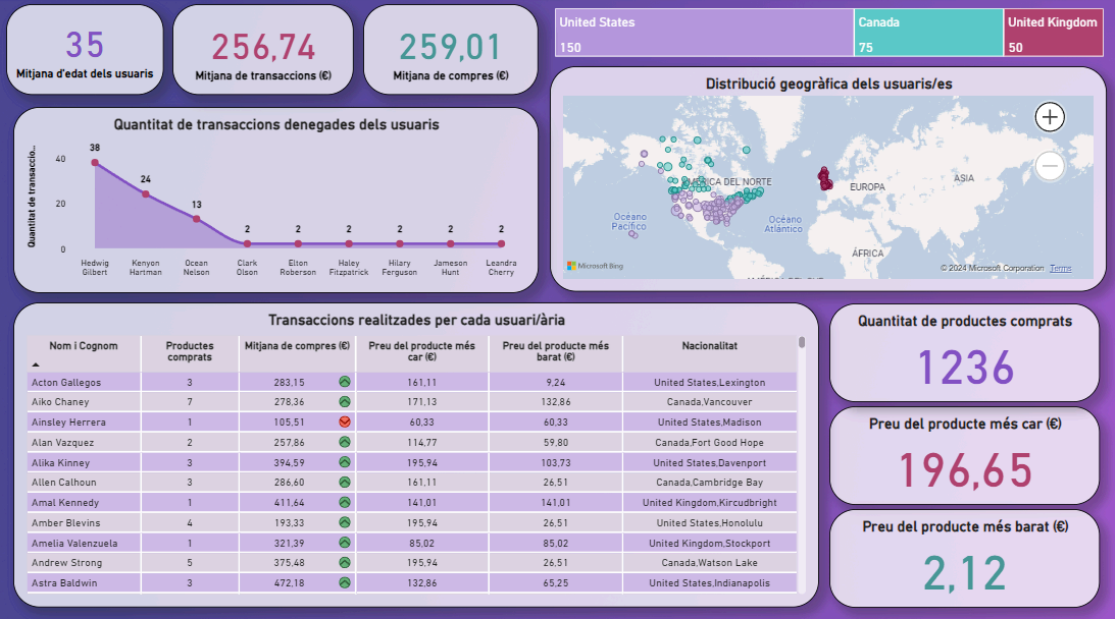 35
Mitjana d'edat dels usuaris
256,74
Mitjana de transaccions (€)
259,01
Mitjana de compres (€)
United States
150
Canada
75
United Kingdom
50
Quantitat de transaccions denegades dels usuaris
Quantitat de transaccio...
40
20
0
38
24
13
2
2
2
2
2
2
Hedwig Gilbert
Kenyon Hartman
Ocean Nelson
Clark Olson
Elton Roberson
Haley Fitzpatrick
Hilary Ferguson
Jameson Hunt
Leandra Cherry
Distribució geogràfica dels usuaris/es
AMÉRICA DEL NORTE
EUROPA
ASIA
Océano Pacífico
Océano Atlántico
ÁFRICA
Microsoft Bing
© 2024 Microsoft Corporation Terms
Transaccions realitzades per cada usuari/ària
Nom i Cognom Productes comprats Mitjana de compres (€) Preu del producte més car (€) Preu del producte més barat (€) Nacionalitat
Acton Gallegos 3 283,15 161,11 9,24 United States,Lexington
Aiko Chaney 7 278,36 171,13 132,86 Canada,Vancouver
Ainsley Herrera 1 105,51 60,33 60,33 United States,Madison
Alan Vazquez 2 257,86 114,77 59,80 Canada,Fort Good Hope
Alika Kinney 3 394,59 195,94 103,73 United States,Davenport
Allen Calhoun 3 286,60 161,11 26,51 Canada,Cambridge Bay
Amal Kennedy 1 411,64 141,01 141,01 United Kingdom,Kircudbright
Amber Blevins 4 193,33 195,94 26,51 United States,Honolulu
Amelia Valenzuela 1 321,39 85,02 85,02 United Kingdom,Stockport
Andrew Strong 5 375,48 195,94 26,51 Canada,Watson Lake
Astra Baldwin 3 472,18 132,86 65,25 United States,Indianapolis
Quantitat de productes comprats
1236
Preu del producte més car (€)
196,65
Preu del producte més barat (€)
2,12